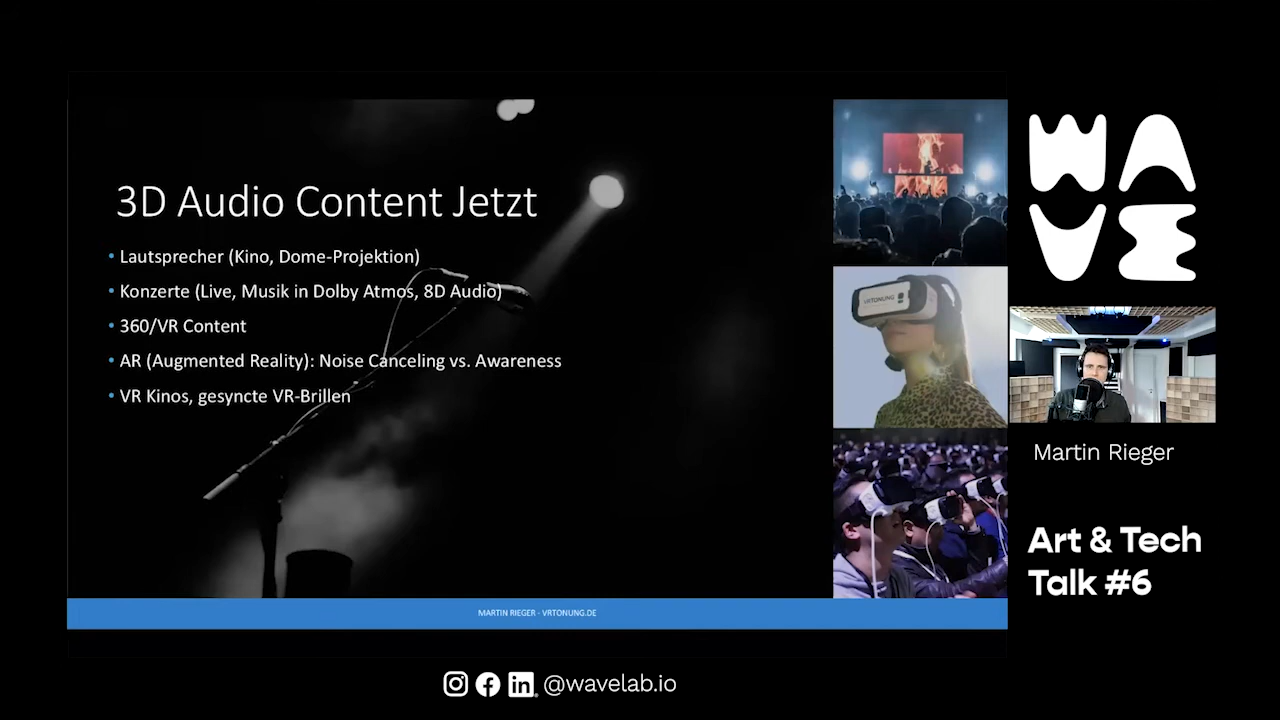 3D Audio Content Jetzt
• Lautsprecher (Kino, Dome-Projektion)
• Konzerte (Live, Musik in Dolby Atmos, 8D Audio)
• 360/VR Content
• AR (Augmented Reality): Noise Canceling vs. Awareness
• VR Kinos, gesyncte VR-Brillen
VRTONUNG
MARTIN RIEGER - VRTONUNG.DE
WA
VE
Martin Rieger
Art & Tech
Talk #6
@wavelab.io